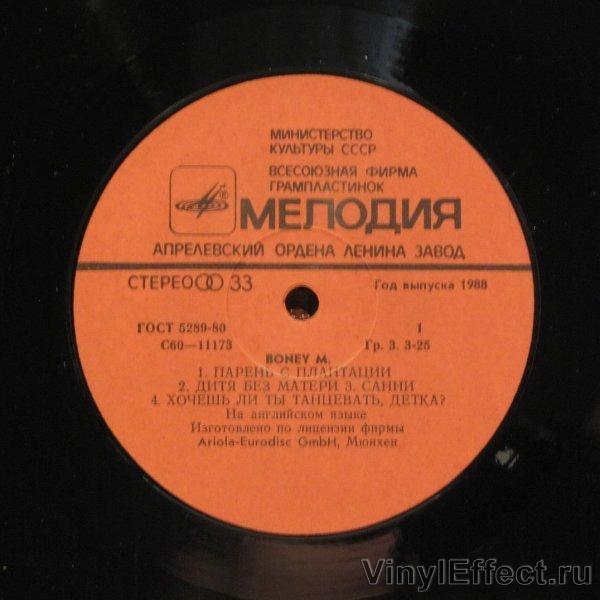 МИНИСТЕРСТВО
КУЛЬТУРЫ СССР
ВСЕСОЮЗНАЯ ФИРМА
ГРАМПЛАСТИНОК
®
МЕЛОДИЯ
АПРЕЛЕВСКИЙ ОРДЕНА ЛЕНИНА ЗАВОД
СТЕРЕО 33
Год выпуска 1988
ГОСТ 5289-80 1
С60—11173 Гр. 3. 3-25
BONEY M.
1. ПАРЕНЬ С ПЛАНТАЦИИ
2. ДИТЯ БЕЗ МАТЕРИ 3. САННИ
4. ХОЧЕШЬ ЛИ ТЫ ТАНЦЕВАТЬ, ДЕТКА?
На английском языке
Изготовлено по лицензии фирмы
Ariola-Eurodisc GmbH, Мюнхен
VinylEffect.ru